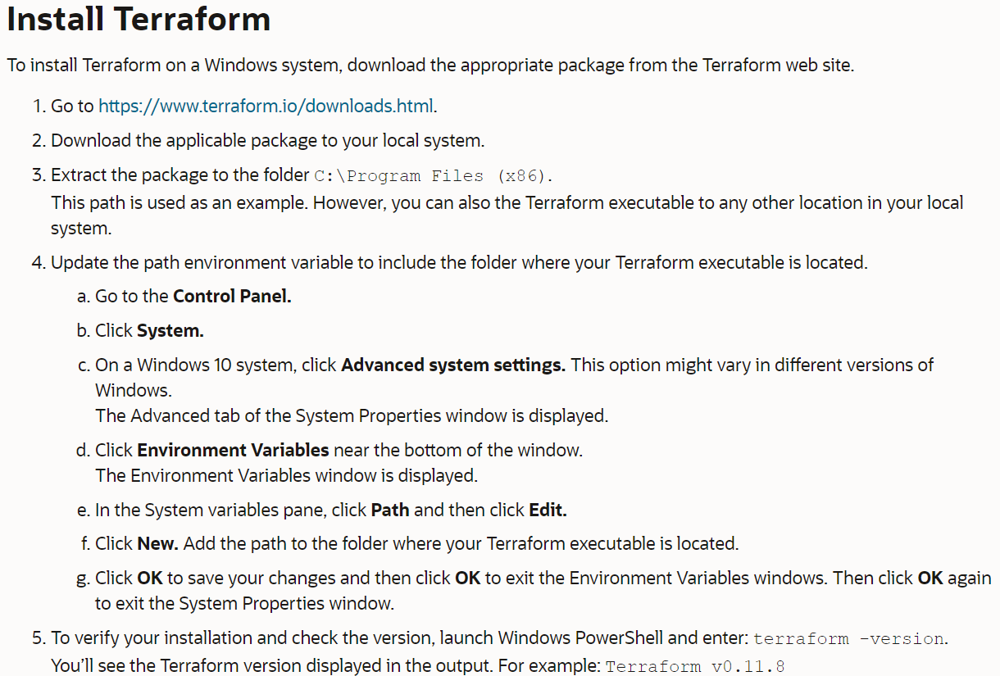 Install Terraform
To install Terraform on a Windows system, download the appropriate package from the Terraform web site.
1. Go to https://www.terraform.io/downloads.html.
2. Download the applicable package to your local system.
3. Extract the package to the folder C:\Program Files (x86).
This path is used as an example. However, you can also the Terraform executable to any other location in your local
system.
4. Update the path environment variable to include the folder where your Terraform executable is located.
a. Go to the Control Panel.
b. Click System.
c. On a Windows 10 system, click Advanced system settings. This option might vary in different versions of
Windows.
The Advanced tab of the System Properties window is displayed.
d. Click Environment Variables near the bottom of the window.
The Environment Variables window is displayed.
e. In the System variables pane, click Path and then click Edit.
f. Click New. Add the path to the folder where your Terraform executable is located.
g. Click OK to save your changes and then click OK to exit the Environment Variables windows. Then click OK again
to exit the System Properties window.
5. To verify your installation and check the version, launch Windows PowerShell and enter: terraform -version.
You’ll see the Terraform version displayed in the output. For example: Terraform v0.11.8